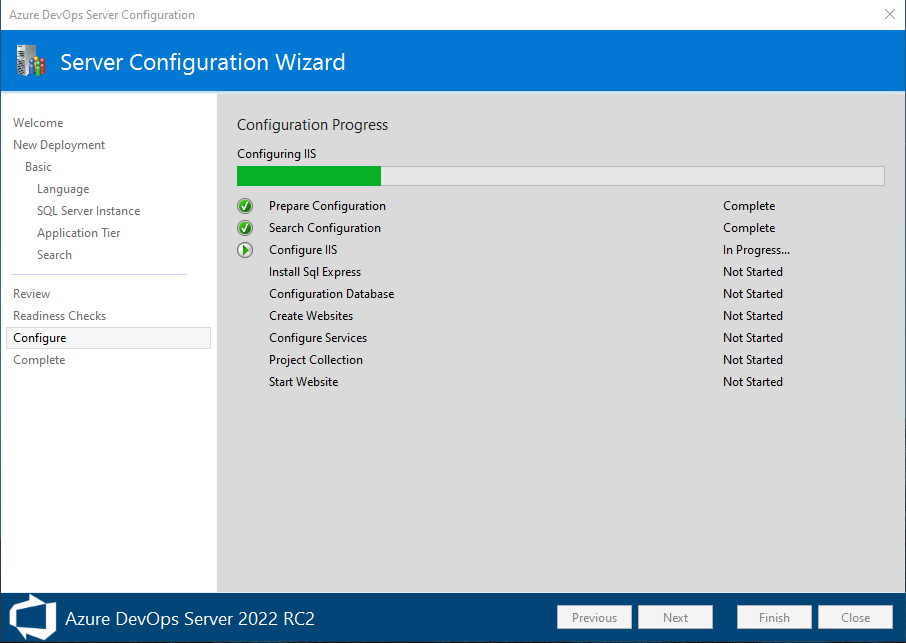 Azure DevOps Server Configuration
Server Configuration Wizard
Welcome
New Deployment
Basic
Language
SQL Server Instance
Application Tier
Search
Review
Readiness Checks
Configure
Complete
Configuration Progress
Configuring IIS
Prepare Configuration Complete
Search Configuration Complete
Configure IIS In Progress...
Install Sql Express Not Started
Configuration Database Not Started
Create Websites Not Started
Configure Services Not Started
Project Collection Not Started
Start Website Not Started
Azure DevOps Server 2022 RC2
Previous Next Finish Close